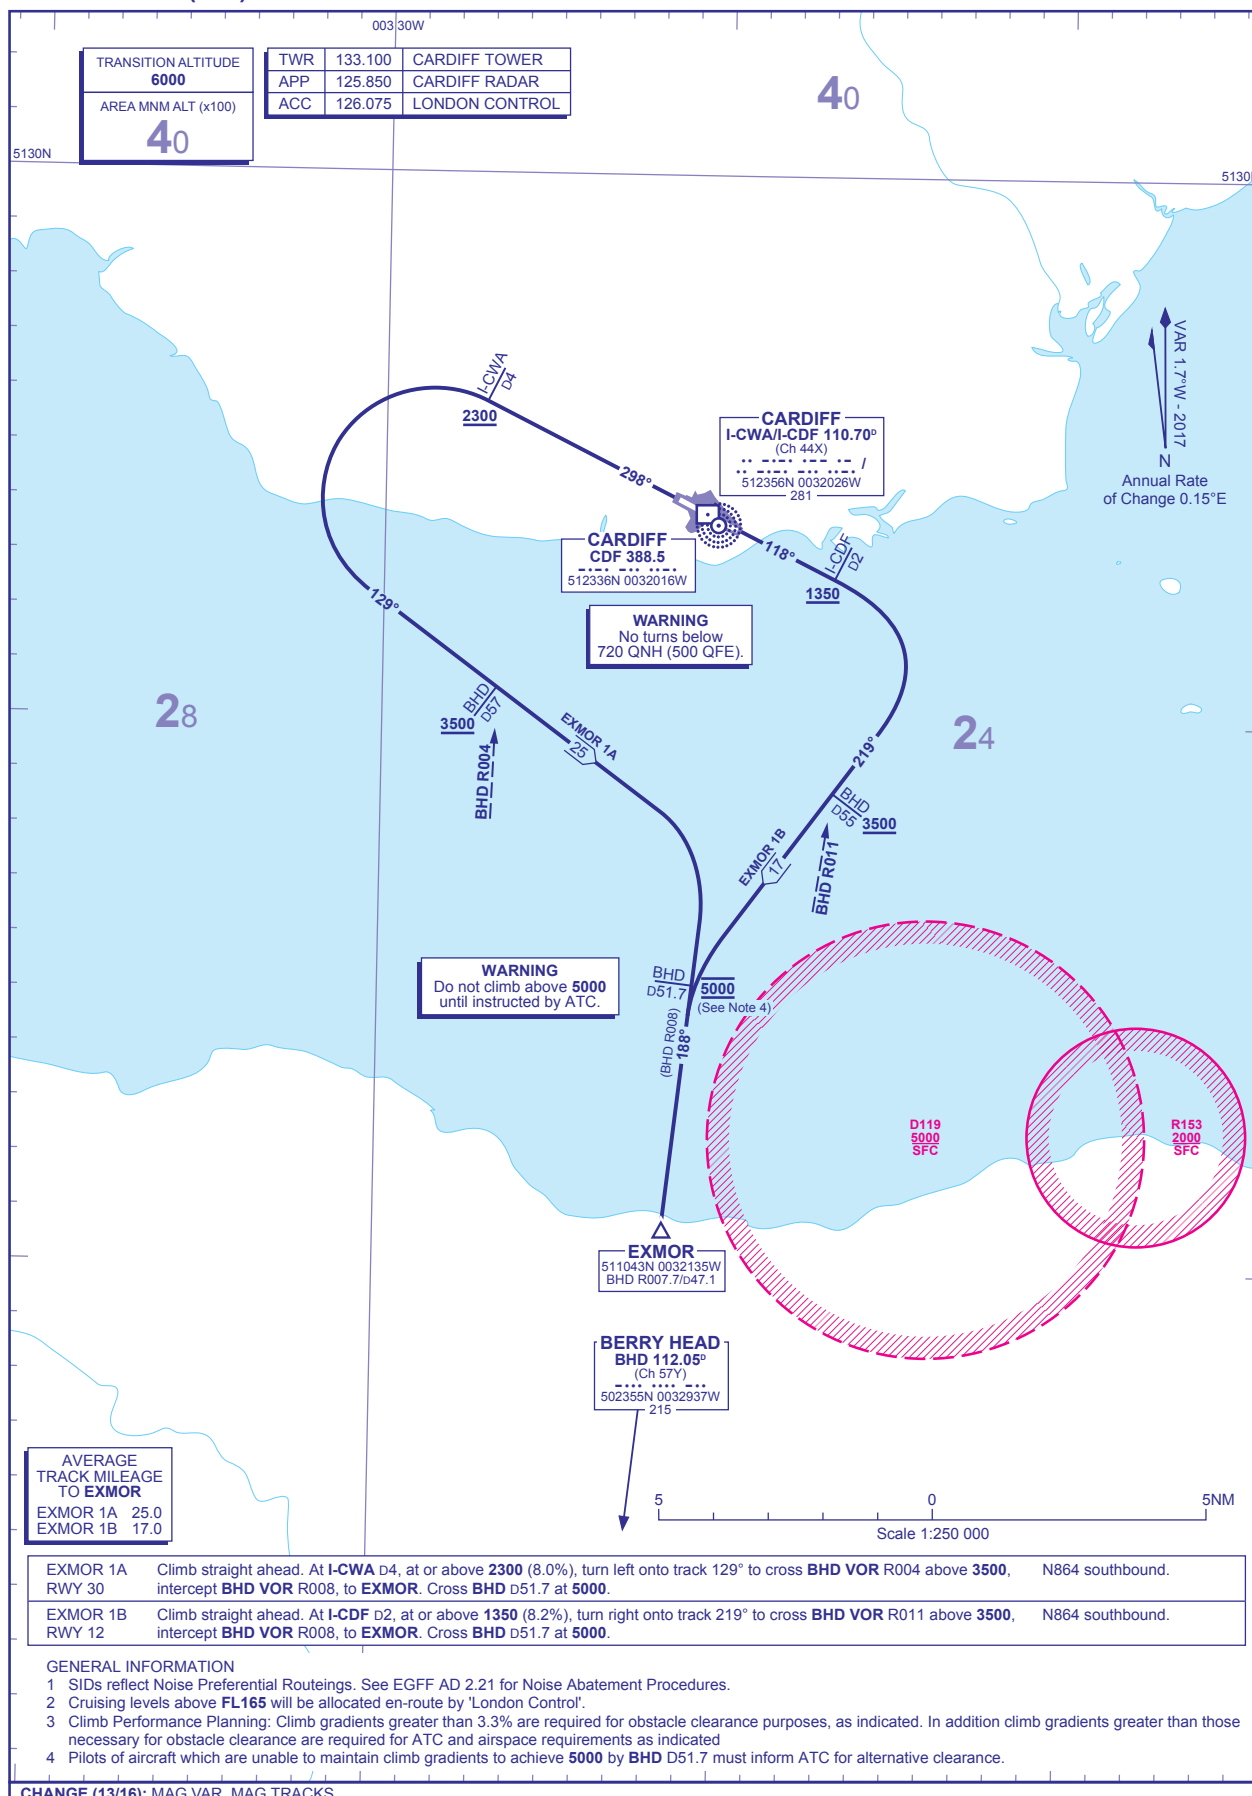 003 30W
TRANSITION ALTITUDE
6000
AREA MNM ALT (x100)
40
TWR 133.100 CARDIFF TOWER
APP 125.850 CARDIFF RADAR
ACC 126.075 LONDON CONTROL
40
5130N
5130
VAR 1.7°W - 2017
N
Annual Rate
of Change 0.15°E
I-CWA
D4
2300
298°
CARDIFF
I-CWA/I-CDF 110.70D
(Ch 44X)
512356N 0032026W
281
CARDIFF
CDF 388.5
512336N 0032016W
118°
I-CDF
D2
1350
WARNING
No turns below
720 QNH (500 QFE).
129°
28
BHD
D57
3500
BHD R004
EXMOR 1A
25
24
219°
BHD
D55
3500
EXMOR 1B
17
BHD R011
WARNING
Do not climb above 5000
until instructed by ATC.
BHD
D51.7
5000
(See Note 4)
(BHD R008)
188°
D119
5000
SFC
R153
2000
SFC
EXMOR
511043N 0032135W
BHD R007.7/D47.1
BERRY HEAD
BHD 112.05D
(Ch 57Y)
502355N 0032937W
215
AVERAGE
TRACK MILEAGE
TO EXMOR
EXMOR 1A 25.0
EXMOR 1B 17.0
5 0 5NM
Scale 1:250 000
EXMOR 1A Climb straight ahead. At I-CWA D4, at or above 2300 (8.0%), turn left onto track 129° to cross BHD VOR R004 above 3500, N864 southbound.
RWY 30 intercept BHD VOR R008, to EXMOR. Cross BHD D51.7 at 5000.
EXMOR 1B Climb straight ahead. At I-CDF D2, at or above 1350 (8.2%), turn right onto track 219° to cross BHD VOR R011 above 3500, N864 southbound.
RWY 12 intercept BHD VOR R008, to EXMOR. Cross BHD D51.7 at 5000.
GENERAL INFORMATION
1 SIDs reflect Noise Preferential Routeings. See EGFF AD 2.21 for Noise Abatement Procedures.
2 Cruising levels above FL165 will be allocated en-route by 'London Control'.
3 Climb Performance Planning: Climb gradients greater than 3.3% are required for obstacle clearance purposes, as indicated. In addition climb gradients greater than those
necessary for obstacle clearance are required for ATC and airspace requirements as indicated
4 Pilots of aircraft which are unable to maintain climb gradients to achieve 5000 by BHD D51.7 must inform ATC for alternative clearance.
CHANGE (13/16): MAG VAR. MAG TRACKS.